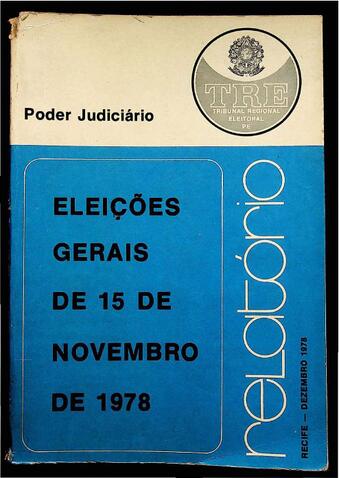 TRE
TRIBUNAL REGIONAL
ELEITORAL
PE
Poder Judiciário
ELEIÇÕES
GERAIS
DE 15 DE
NOVEMBRO
DE 1978
relatório
RECIFE — DEZEMBRO 1978